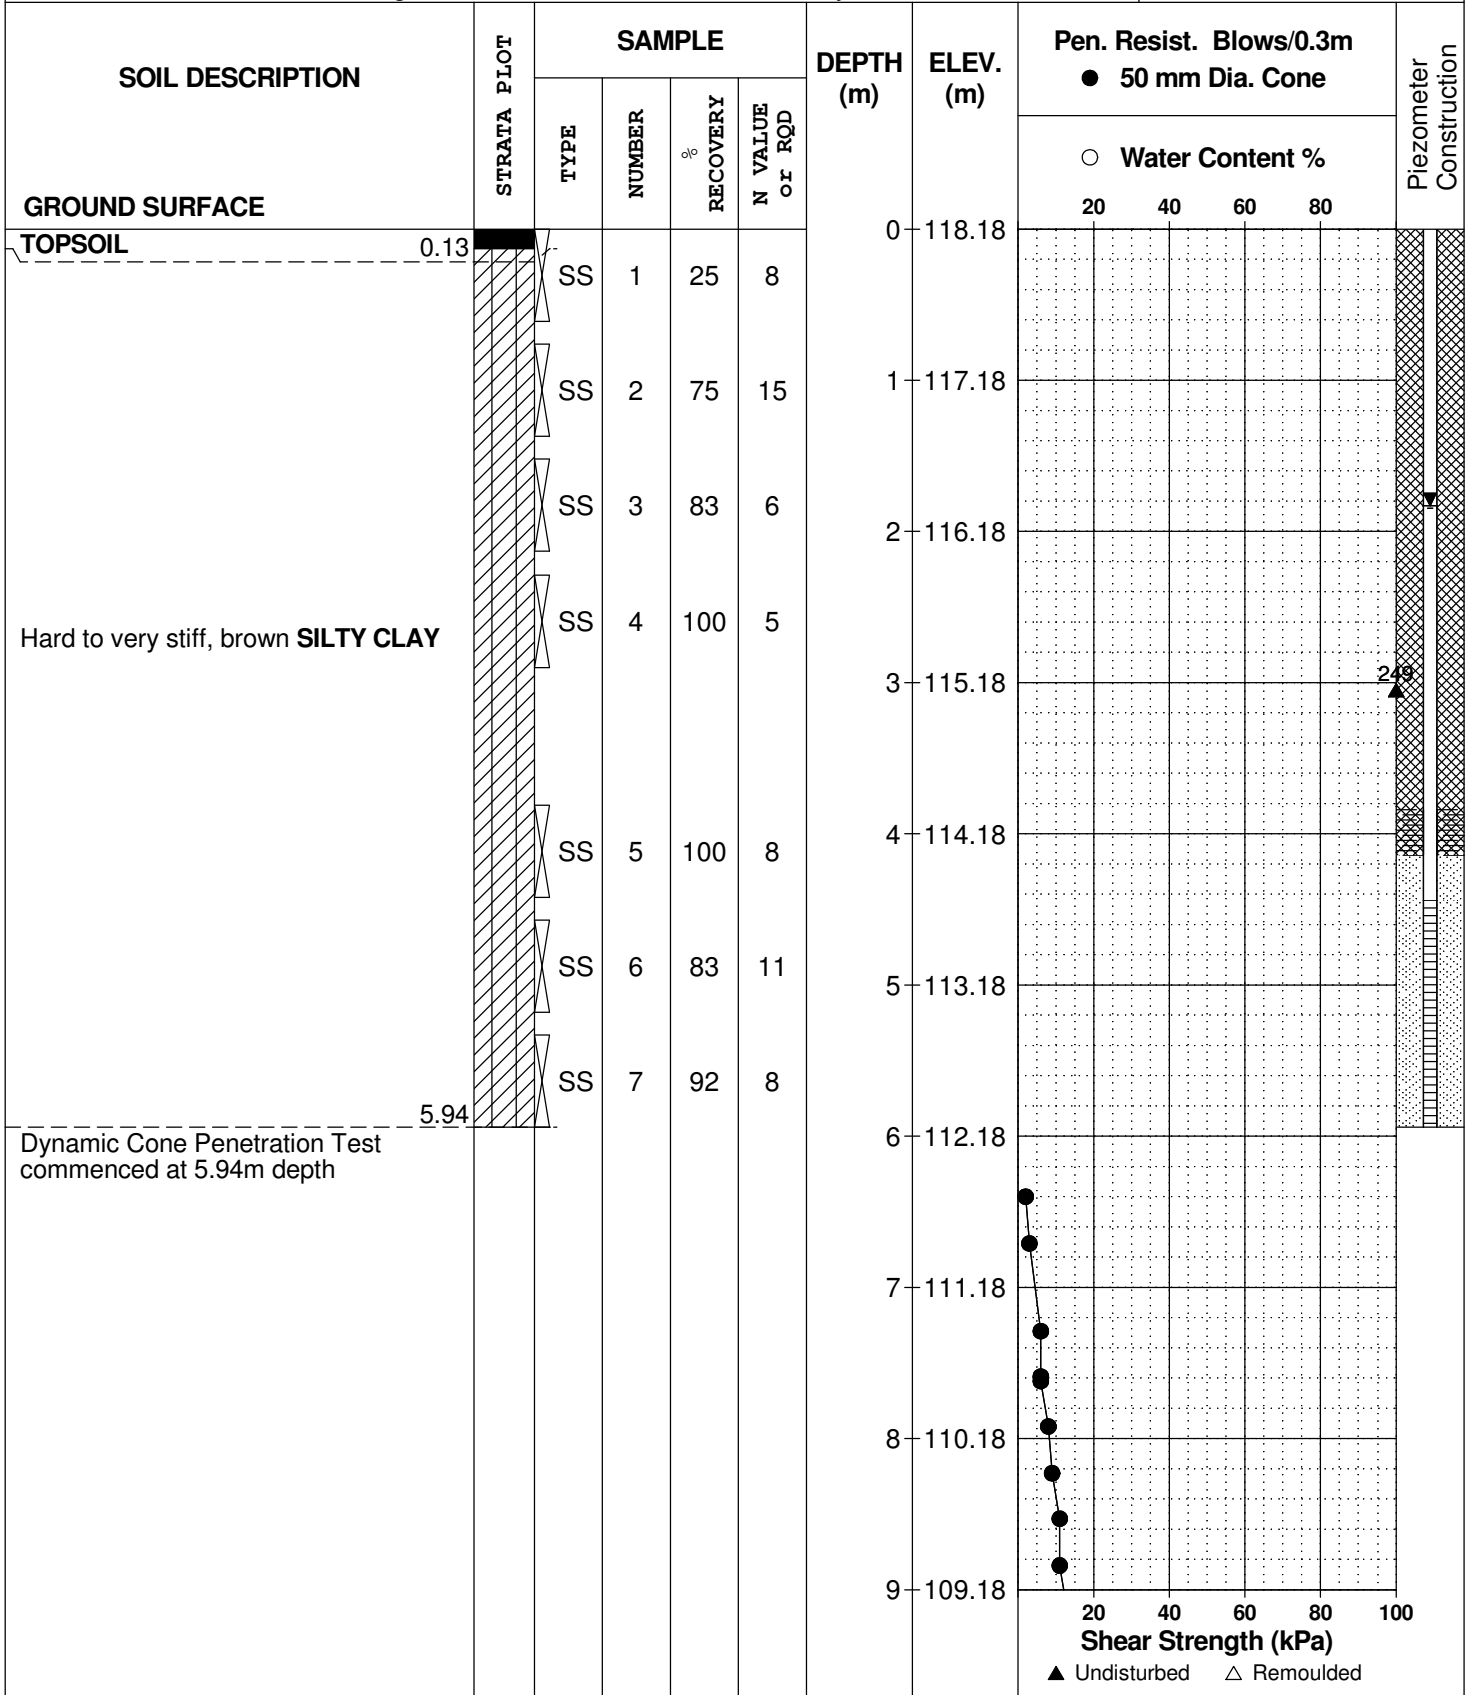 SOIL DESCRIPTION
GROUND SURFACE
STRATA PLOT
SAMPLE
TYPE
NUMBER
% RECOVERY
N VALUE or RQD
DEPTH (m)
ELEV. (m)
Pen. Resist. Blows/0.3m
● 50 mm Dia. Cone
○ Water Content %
20 40 60 80
Piezometer Construction
TOPSOIL 0.13
0 118.18
SS 1 25 8
1 117.18
SS 2 75 15
SS 3 83 6
2 116.18
SS 4 100 5
Hard to very stiff, brown SILTY CLAY
3 115.18
249
4 114.18
SS 5 100 8
SS 6 83 11
5 113.18
SS 7 92 8
5.94
6 112.18
Dynamic Cone Penetration Test
commenced at 5.94m depth
7 111.18
8 110.18
9 109.18
20 40 60 80 100
Shear Strength (kPa)
▲ Undisturbed △ Remoulded